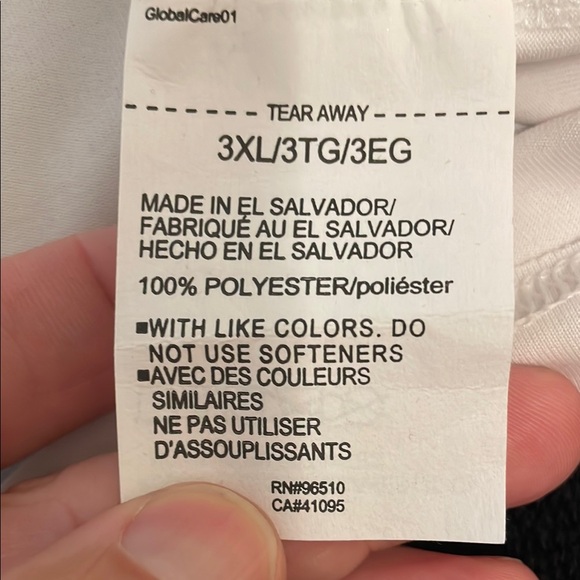 GlobalCare01
- - - - - - - TEAR AWAY - - - - - - -
3XL/3TG/3EG
MADE IN EL SALVADOR/
FABRIQUÉ AU EL SALVADOR/
HECHO EN EL SALVADOR
100% POLYESTER/poliéster
■WITH LIKE COLORS. DO
NOT USE SOFTENERS
■AVEC DES COULEURS
SIMILAIRES
NE PAS UTILISER
D'ASSOUPLISSANTS
RN#96510
CA#41095